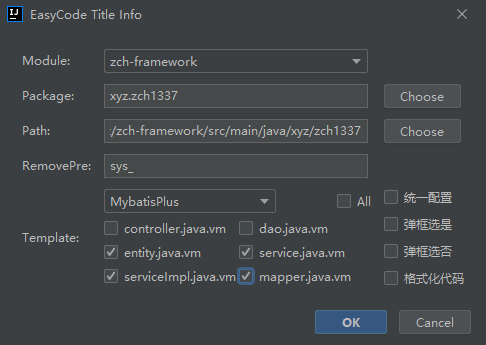 EasyCode Title Info
Module: zch-framework
Package: xyz.zch1337 Choose
Path: :/zch-framework/src/main/java/xyz/zch1337 Choose
RemovePre: sys_
Template: MybatisPlus All
controller.java.vm dao.java.vm
entity.java.vm service.java.vm
serviceImpl.java.vm mapper.java.vm
统一配置
弹框选是
弹框选否
格式化代码
OK Cancel